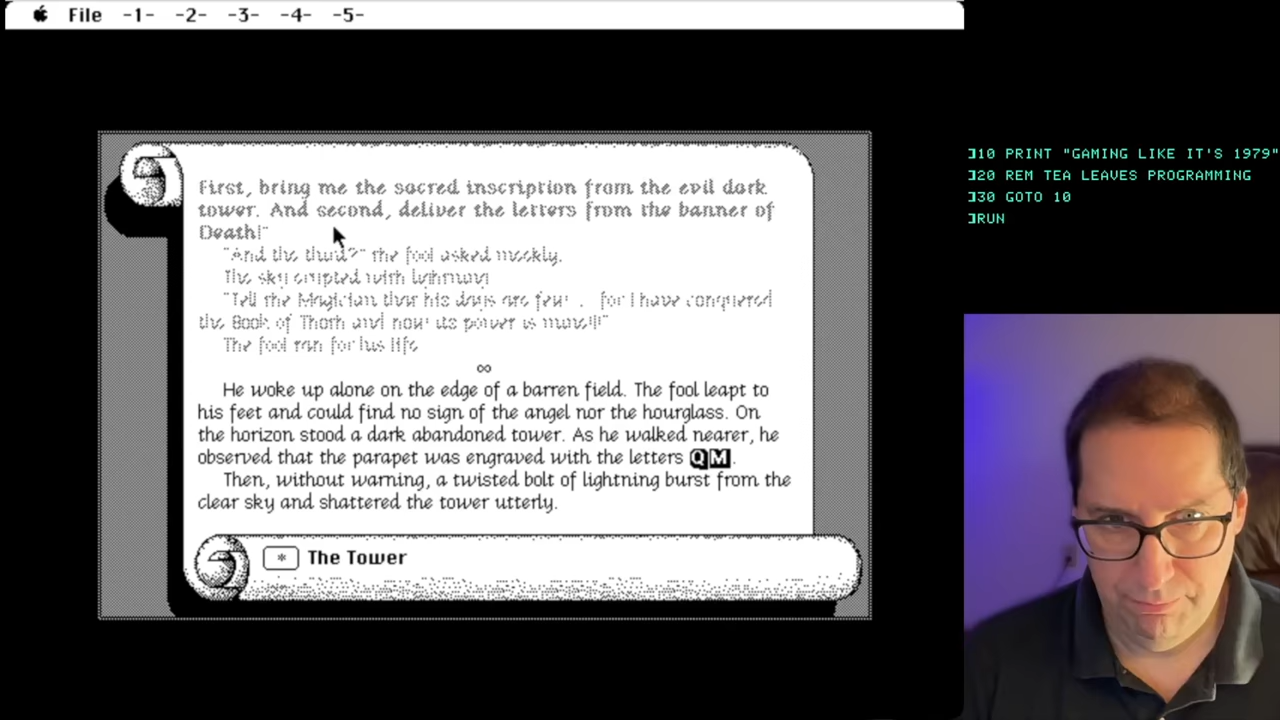 File -1- -2- -3- -4- -5-
First, bring me the sacred inscription from the evil dark
tower. And second, deliver the letters from the banner of
Death!"
"And the third?" the fool asked meekly.
The sky erupted with lightning!
"Tell the Magician that his days are few . . for I have conquered
the Book of Thoth and now its power is mine!!!"
The fool ran for his life
∞
He woke up alone on the edge of a barren field. The fool leapt to
his feet and could find no sign of the angel nor the hourglass. On
the horizon stood a dark abandoned tower. As he walked nearer, he
observed that the parapet was engraved with the letters QM.
Then, without warning, a twisted bolt of lightning burst from the
clear sky and shattered the tower utterly.
* The Tower
]10 PRINT "GAMING LIKE IT'S 1979"
]20 REM TEA LEAVES PROGRAMMING
]30 GOTO 10
]RUN